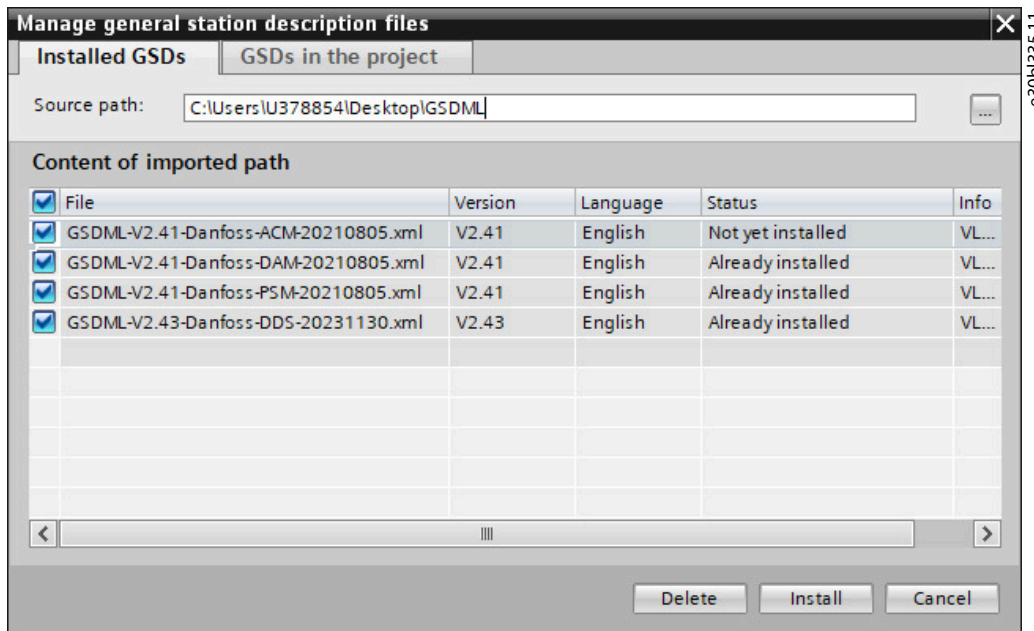 Manage general station description files
Installed GSDs GSDs in the project
Source path: C:\Users\U378854\Desktop\GSDML
...
Content of imported path
File Version Language Status Info
GSDML-V2.41-Danfoss-ACM-20210805.xml V2.41 English Not yet installed VL...
GSDML-V2.41-Danfoss-DAM-20210805.xml V2.41 English Already installed VL...
GSDML-V2.41-Danfoss-PSM-20210805.xml V2.41 English Already installed VL...
GSDML-V2.43-Danfoss-DDS-20231130.xml V2.43 English Already installed VL...
Delete Install Cancel